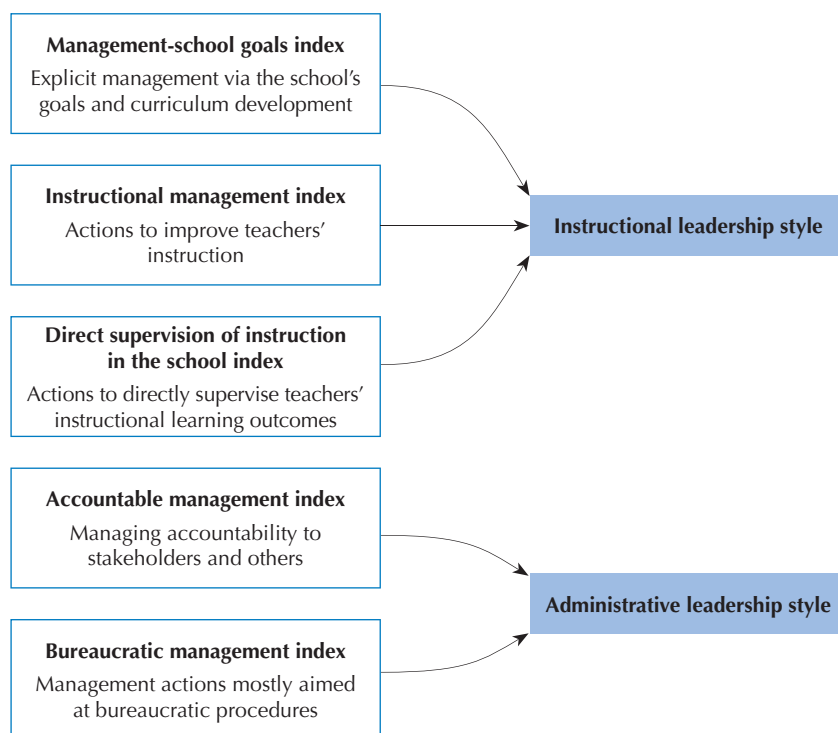 Management-school goals index
Explicit management via the school’s
goals and curriculum development
Instructional management index
Actions to improve teachers’
instruction
Instructional leadership style
Direct supervision of instruction
in the school index
Actions to directly supervise teachers’
instructional learning outcomes
Accountable management index
Managing accountability to
stakeholders and others
Administrative leadership style
Bureaucratic management index
Management actions mostly aimed
at bureaucratic procedures